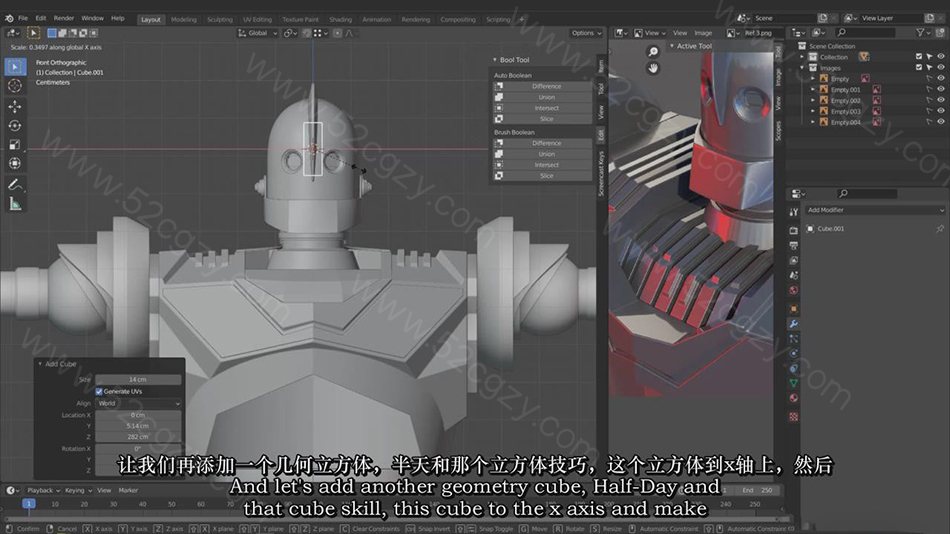 File Edit Render Window Help Layout Modeling Sculpting UV Editing Texture Paint Shading Animation Rendering Compositing Scripting + Scene View Layer
Global Options View View Image Ref 3.png
Scale: 0.3497 along global X axis
Front Orthographic
(1) Collection | Cube.001
Centimeters
Bool Tool
Auto Boolean
Difference
Union
Intersect
Slice
Brush Boolean
Difference
Union
Intersect
Slice
Item
Tool
View
Edit
Screencast Keys
Active Tool
Tool
Image
View
Scopes
Scene Collection
Collection
Images
Empty
Empty.001
Empty.002
Empty.003
Empty.004
Add Modifier
Cube.001
Add Cube
Size 14 cm
Generate UVs
Align World
Location X 0 cm
Y 5.14 cm
Z 282 cm
Rotation X 0°
Y
Z
让我们再添加一个几何立方体，半天和那个立方体技巧，这个立方体到x轴上，然后
And let's add another geometry cube, Half-Day and
that cube skill, this cube to the x axis and make
Playback Keying View Marker End 250
1
Confirm Cancel X X axis Y Y axis Z Z axis X X plane Y Y plane Z Z plane C Clear Constraints Snap Invert Snap Toggle G Move R Rotate S Resize Automatic Constraint Automatic Constraint
www.52cgzy.com
www.52cgzy.com
www.52cgzy.com